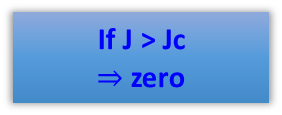 If J > Jc
⇒ zero